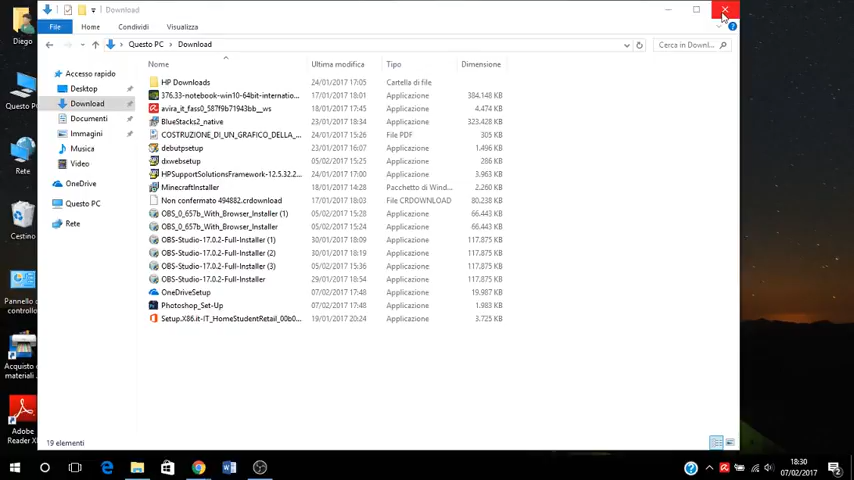 Download
File Home Condividi Visualizza
Questo PC > Download
Cerca in Downl...
Nome Ultima modifica Tipo Dimensione
HP Downloads 24/01/2017 17:05 Cartella di file
376.33-notebook-win10-64bit-internatio... 17/01/2017 18:01 Applicazione 384.148 KB
avira_it_fass0_587f9b71943bb__ws 18/01/2017 17:45 Applicazione 4.474 KB
BlueStacks2_native 23/01/2017 18:34 Applicazione 323.428 KB
COSTRUZIONE_DI_UN_GRAFICO_DELLA_... 24/01/2017 15:26 File PDF 305 KB
debutpsetup 23/01/2017 16:07 Applicazione 1.496 KB
dxwebsetup 05/02/2017 15:25 Applicazione 286 KB
HPSupportSolutionsFramework-12.5.32.2... 24/01/2017 17:00 Applicazione 3.963 KB
MinecraftInstaller 18/01/2017 14:28 Pacchetto di Wind... 2.260 KB
Non confermato 494882.crdownload 17/01/2017 18:03 File CRDOWNLOAD 80.238 KB
OBS_0_657b_With_Browser_Installer (1) 05/02/2017 15:28 Applicazione 66.443 KB
OBS_0_657b_With_Browser_Installer 05/02/2017 15:24 Applicazione 66.443 KB
OBS-Studio-17.0.2-Full-Installer (1) 30/01/2017 18:09 Applicazione 117.875 KB
OBS-Studio-17.0.2-Full-Installer (2) 30/01/2017 18:19 Applicazione 117.875 KB
OBS-Studio-17.0.2-Full-Installer (3) 05/02/2017 15:36 Applicazione 117.875 KB
OBS-Studio-17.0.2-Full-Installer 29/01/2017 18:54 Applicazione 117.875 KB
OneDriveSetup 07/02/2017 17:48 Applicazione 19.987 KB
Photoshop_Set-Up 07/02/2017 17:48 Applicazione 1.983 KB
Setup.X86.it-IT_HomeStudentRetail_00b0... 19/01/2017 20:24 Applicazione 3.725 KB
Accesso rapido
Desktop
Download
Documenti
Immagini
Musica
Video
OneDrive
Questo PC
Rete
19 elementi
Diego
Questo PC
Rete
Cestino
Pannello di
controllo
Acquisto di
Adobe
Reader X
18:30
07/02/2017
2